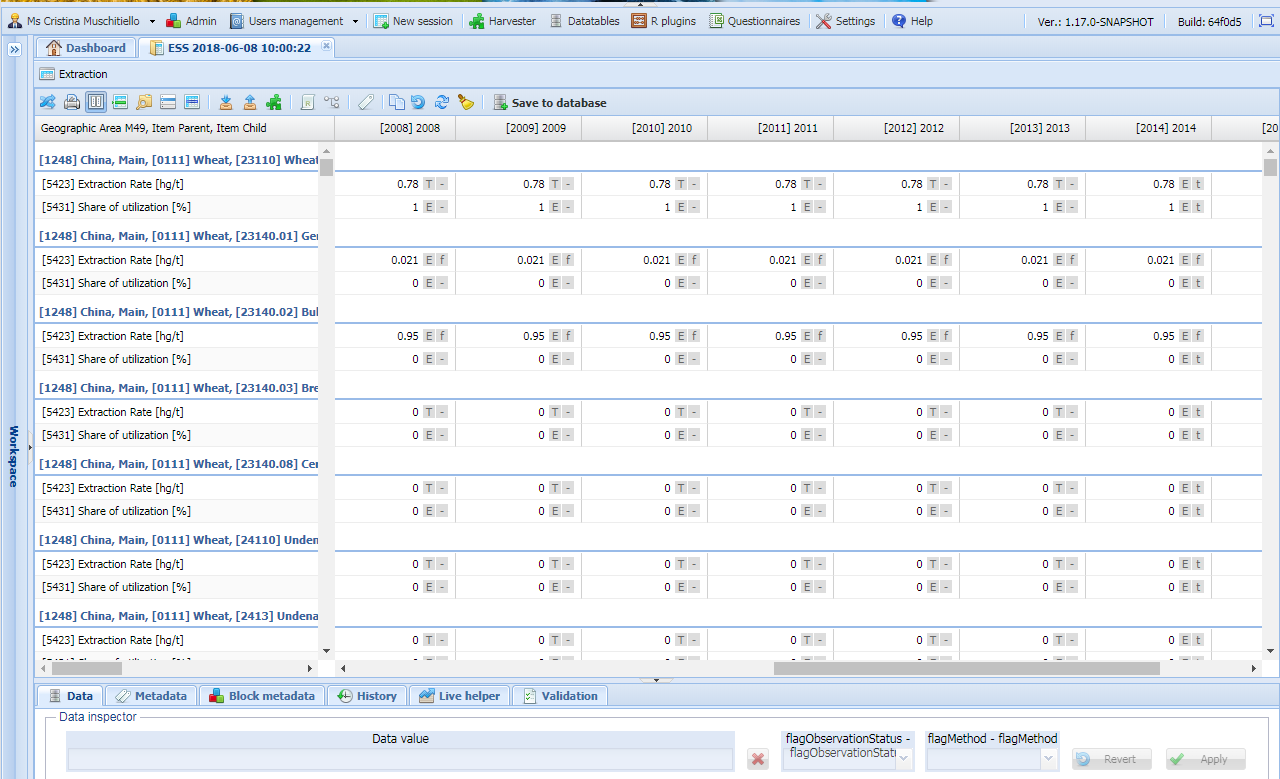 Ms Cristina Muschitiello Admin Users management New session Harvester Datatables R plugins Questionnaires Settings Help Ver.: 1.17.0-SNAPSHOT Build: 64f0d5
Dashboard ESS 2018-06-08 10:00:22
Extraction
Save to database
Geographic Area M49, Item Parent, Item Child [2008] 2008 [2009] 2009 [2010] 2010 [2011] 2011 [2012] 2012 [2013] 2013 [2014] 2014 [20
[1248] China, Main, [0111] Wheat, [23110] Wheat
[5423] Extraction Rate [hg/t] 0.78 T - 0.78 T - 0.78 T - 0.78 T - 0.78 T - 0.78 T - 0.78 E t
[5431] Share of utilization [%] 1 E - 1 E - 1 E - 1 E - 1 E - 1 E - 1 E t
[1248] China, Main, [0111] Wheat, [23140.01] Ger
[5423] Extraction Rate [hg/t] 0.021 E f 0.021 E f 0.021 E f 0.021 E f 0.021 E f 0.021 E f 0.021 E f
[5431] Share of utilization [%] 0 E - 0 E - 0 E - 0 E - 0 E - 0 E - 0 E t
[1248] China, Main, [0111] Wheat, [23140.02] Bul
[5423] Extraction Rate [hg/t] 0.95 E f 0.95 E f 0.95 E f 0.95 E f 0.95 E f 0.95 E f 0.95 E f
[5431] Share of utilization [%] 0 E - 0 E - 0 E - 0 E - 0 E - 0 E - 0 E t
[1248] China, Main, [0111] Wheat, [23140.03] Bre
[5423] Extraction Rate [hg/t] 0 T - 0 T - 0 T - 0 T - 0 T - 0 T - 0 E t
[5431] Share of utilization [%] 0 E - 0 E - 0 E - 0 E - 0 E - 0 E - 0 E t
[1248] China, Main, [0111] Wheat, [23140.08] Cer
[5423] Extraction Rate [hg/t] 0 T - 0 T - 0 T - 0 T - 0 T - 0 T - 0 E t
[5431] Share of utilization [%] 0 E - 0 E - 0 E - 0 E - 0 E - 0 E - 0 E t
[1248] China, Main, [0111] Wheat, [24110] Unden
[5423] Extraction Rate [hg/t] 0 T - 0 T - 0 T - 0 T - 0 T - 0 T - 0 E t
[5431] Share of utilization [%] 0 E - 0 E - 0 E - 0 E - 0 E - 0 E - 0 E t
[1248] China, Main, [0111] Wheat, [2413] Undena
[5423] Extraction Rate [hg/t] 0 T - 0 T - 0 T - 0 T - 0 T - 0 T - 0 E t
Workspace
Data Metadata Block metadata History Live helper Validation
Data inspector
Data value flagObservationStatus - flagMethod - flagMethod
flagObservationStatu Revert Apply